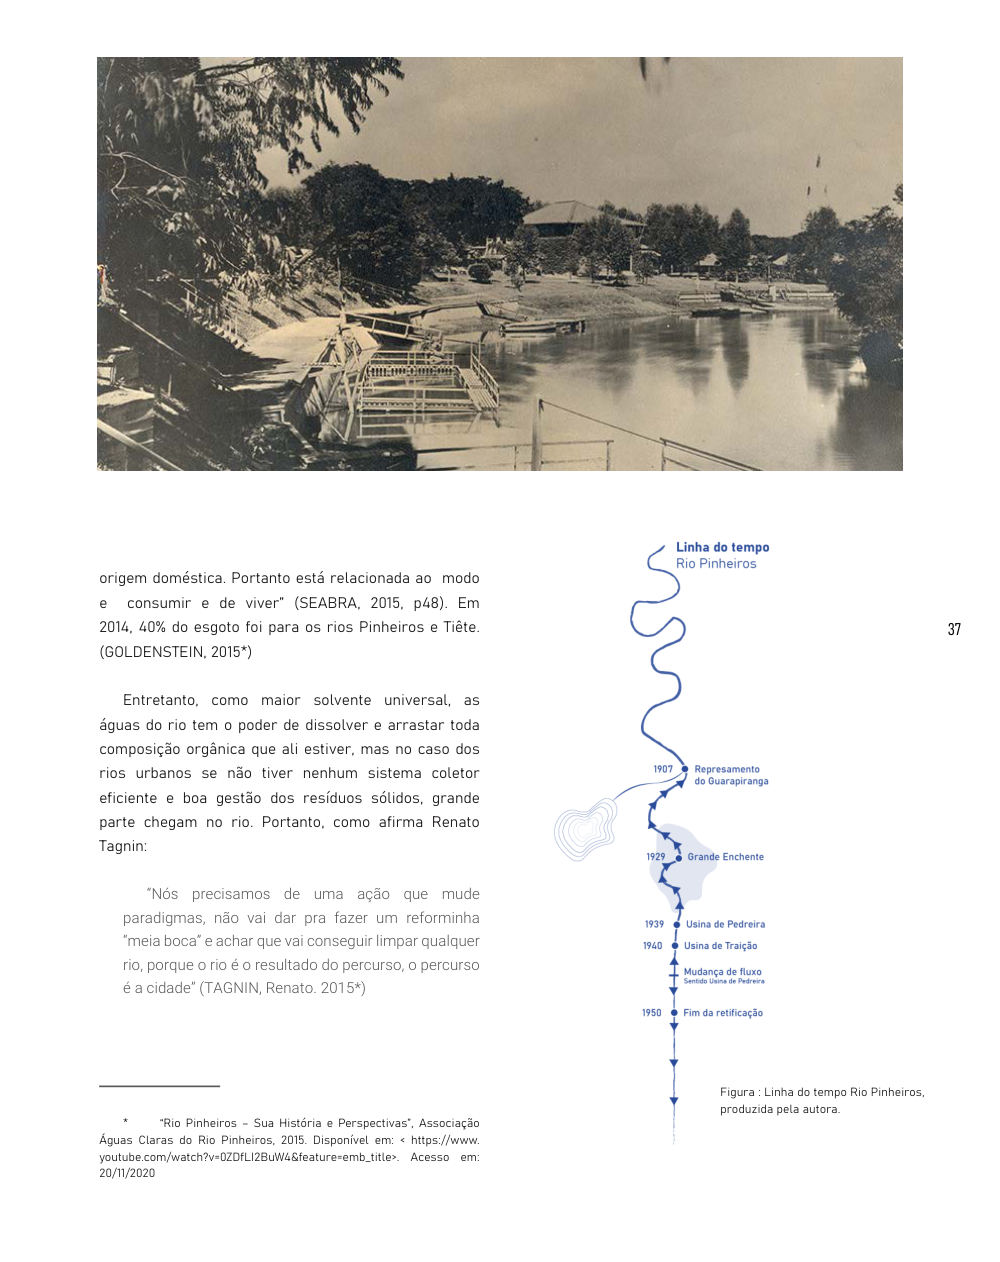 origem doméstica. Portanto está relacionada ao modo
e consumir e de viver” (SEABRA, 2015, p48). Em
2014, 40% do esgoto foi para os rios Pinheiros e Tiête.
(GOLDENSTEIN, 2015*)
Entretanto, como maior solvente universal, as
águas do rio tem o poder de dissolver e arrastar toda
composição orgânica que ali estiver, mas no caso dos
rios urbanos se não tiver nenhum sistema coletor
eficiente e boa gestão dos resíduos sólidos, grande
parte chegam no rio. Portanto, como afirma Renato
Tagnin:
“Nós precisamos de uma ação que mude
paradigmas, não vai dar pra fazer um reforminha
“meia boca” e achar que vai conseguir limpar qualquer
rio, porque o rio é o resultado do percurso, o percurso
é a cidade” (TAGNIN, Renato. 2015*)
* “Rio Pinheiros – Sua História e Perspectivas”, Associação
Águas Claras do Rio Pinheiros, 2015. Disponível em: < https://www.
youtube.com/watch?v=0ZDfLI2BuW4&feature=emb_title>. Acesso em:
20/11/2020
Linha do tempo
Rio Pinheiros
1907 Represamento
do Guarapiranga
1929 Grande Enchente
1939 Usina de Pedreira
1940 Usina de Traição
Mudança de fluxo
Sentido Usina de Pedreira
1950 Fim da retificação
Figura : Linha do tempo Rio Pinheiros,
produzida pela autora.
37